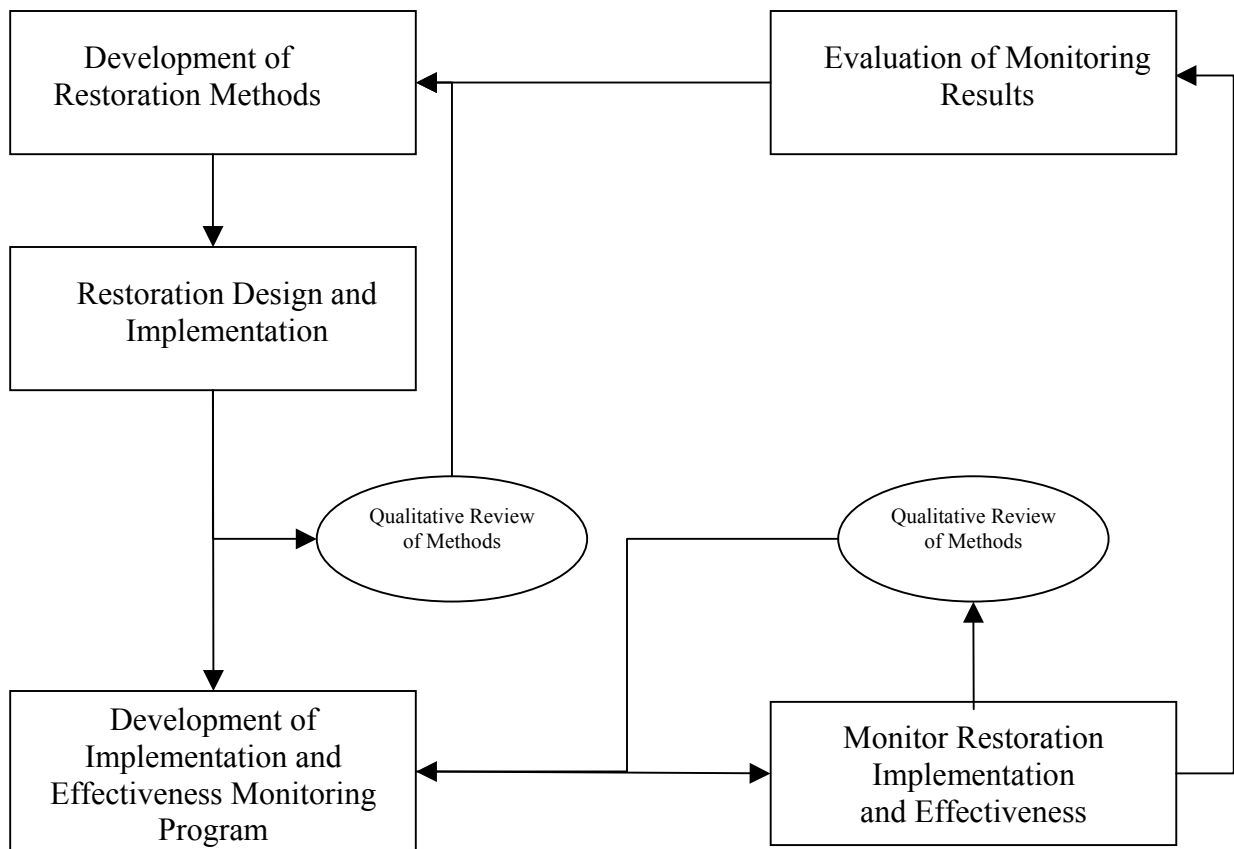 Development of
Restoration Methods
Evaluation of Monitoring
Results
Restoration Design and
Implementation
Qualitative Review
of Methods
Qualitative Review
of Methods
Development of
Implementation and
Effectiveness Monitoring
Program
Monitor Restoration
Implementation
and Effectiveness